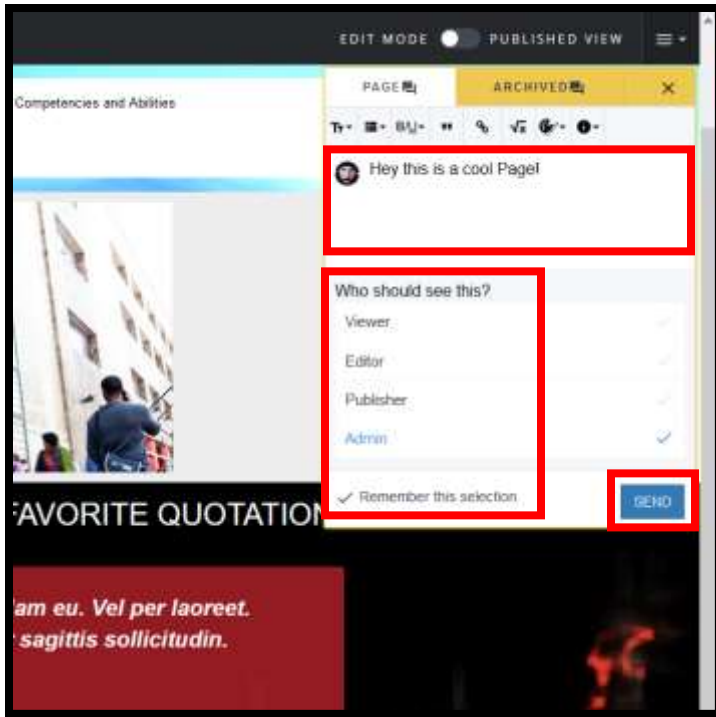 EDIT MODE PUBLISHED VIEW
PAGE ARCHIVED ×
Competencies and Abilities
Hey this is a cool Page!
Who should see this?
Viewer
Editor
Publisher
Admin
Remember this selection
SEND
FAVORITE QUOTATION
am eu. Vel per laoreet.
sagittis sollicitudin.